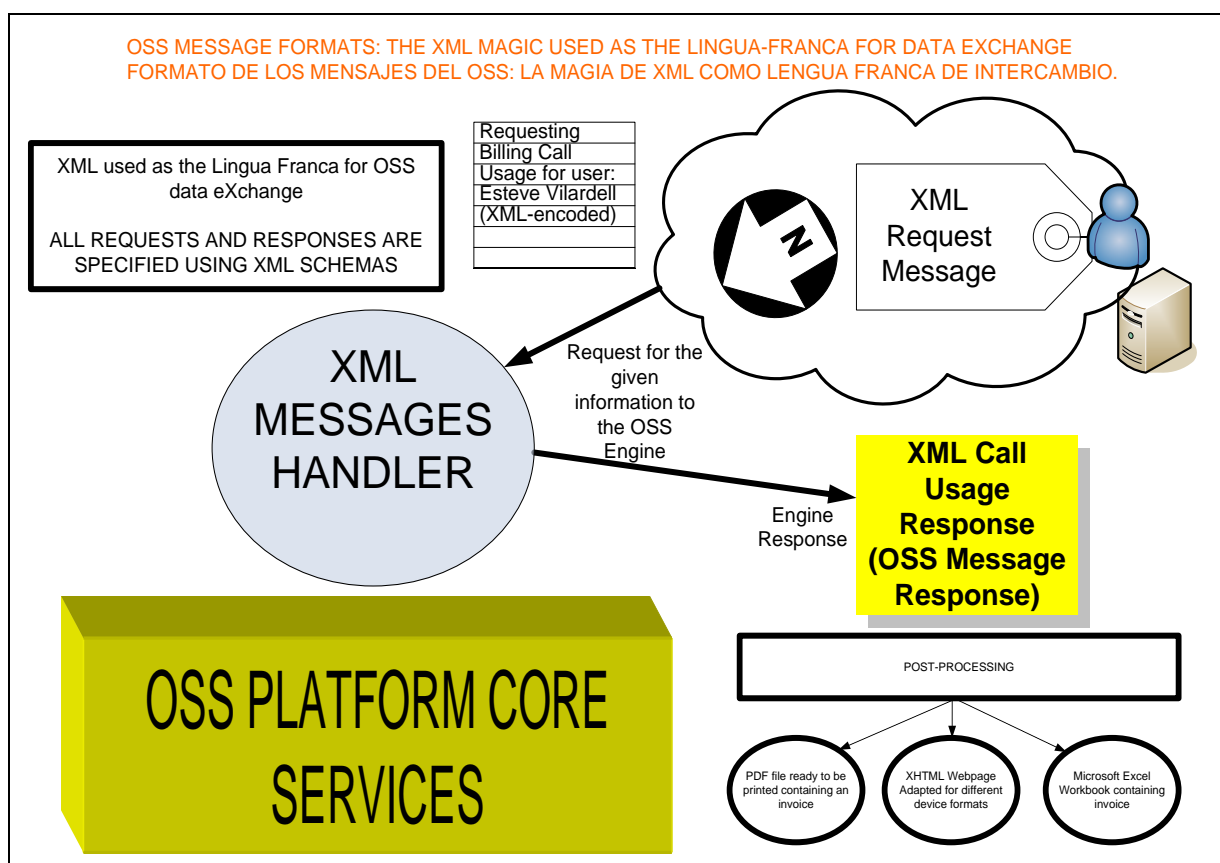 OSS MESSAGE FORMATS: THE XML MAGIC USED AS THE LINGUA-FRANCA FOR DATA EXCHANGE
FORMATO DE LOS MENSAJES DEL OSS: LA MAGIA DE XML COMO LENGUA FRANCA DE INTERCAMBIO.
XML used as the Lingua Franca for OSS
data eXchange
ALL REQUESTS AND RESPONSES ARE
SPECIFIED USING XML SCHEMAS
Requesting
Billing Call
Usage for user:
Esteve Vilardell
(XML-encoded)
N
XML
Request
Message
XML
MESSAGES
HANDLER
Request for the
given
information to
the OSS
Engine
Engine
Response
XML Call
Usage
Response
(OSS Message
Response)
OSS PLATFORM CORE
SERVICES
POST-PROCESSING
PDF file ready to be
printed containing an
invoice
XHTML Webpage
Adapted for different
device formats
Microsoft Excel
Workbook containing
invoice